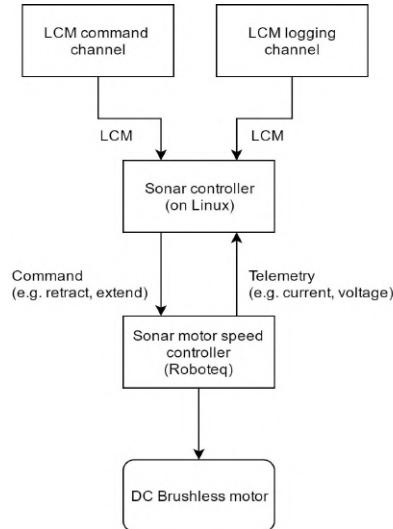 LCM command
channel
LCM logging
channel
LCM
LCM
Sonar controller
(on Linux)
Command
(e.g. retract, extend)
Telemetry
(e.g. current, voltage)
Sonar motor speed
controller
(Roboteq)
DC Brushless motor